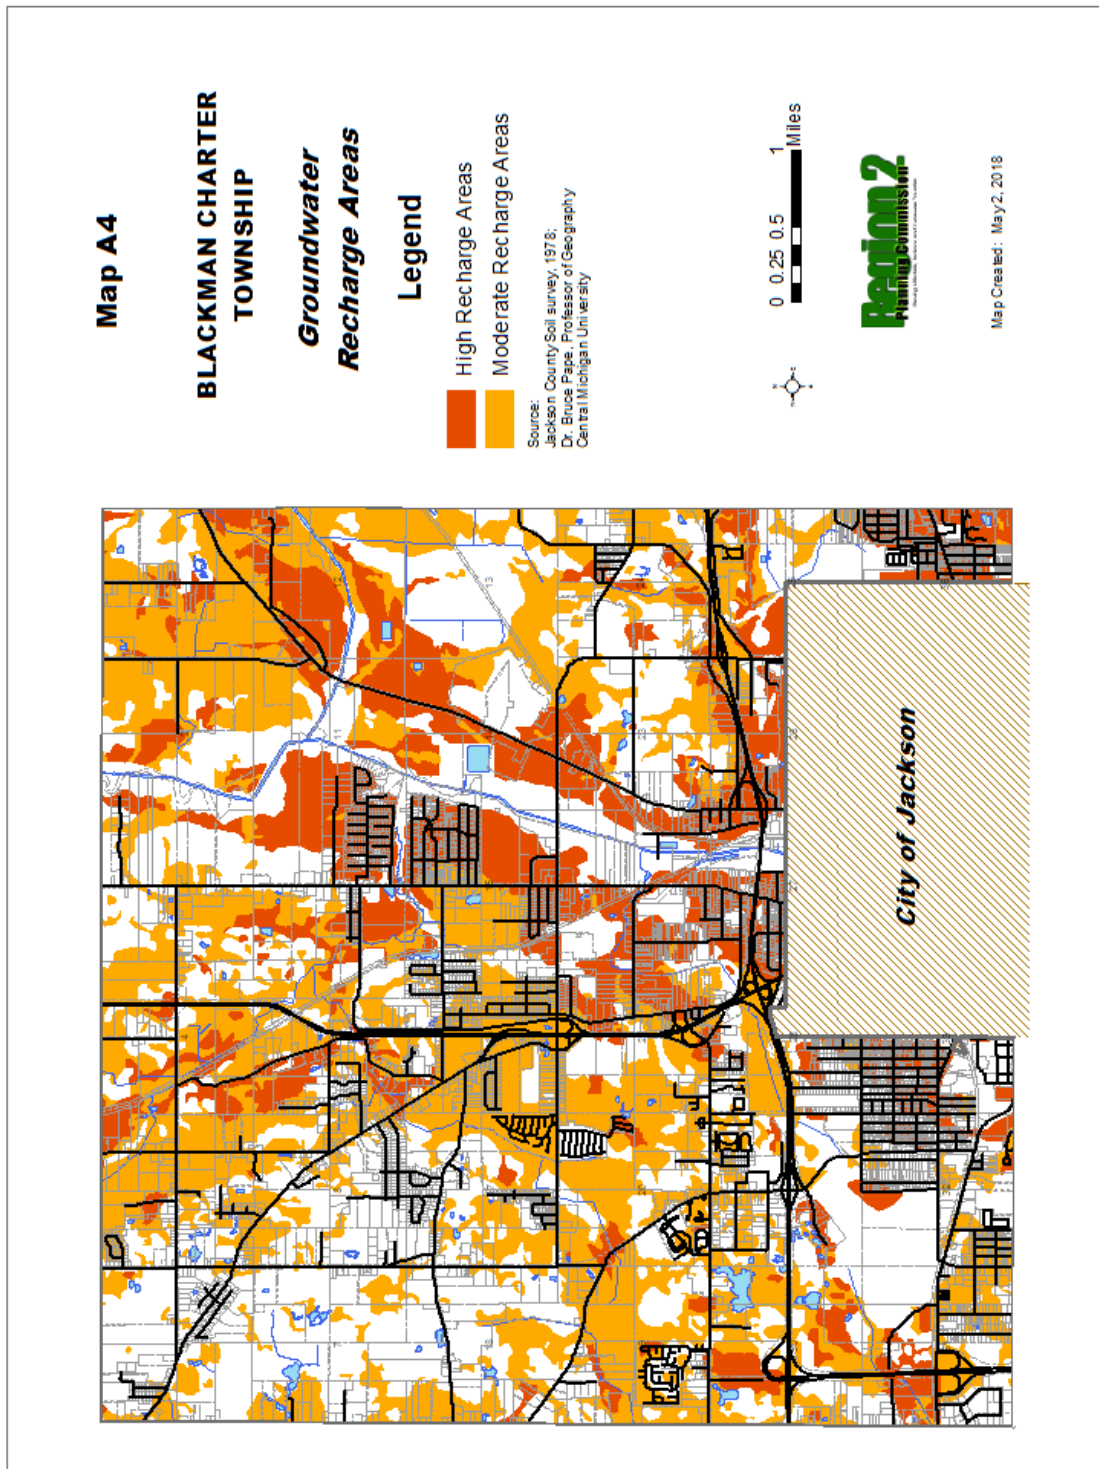 Map A4
BLACKMAN CHARTER
TOWNSHIP
Groundwater
Recharge Areas
Legend
High Recharge Areas
Moderate Recharge Areas
Source:
Jackson County Soil survey, 1978;
Dr. Bruce Pape, Professor of Geography
Central Michigan University
0 0.25 0.5 1
Miles
Region 2
Planning Commission
Map Created: May 2, 2018
City of Jackson